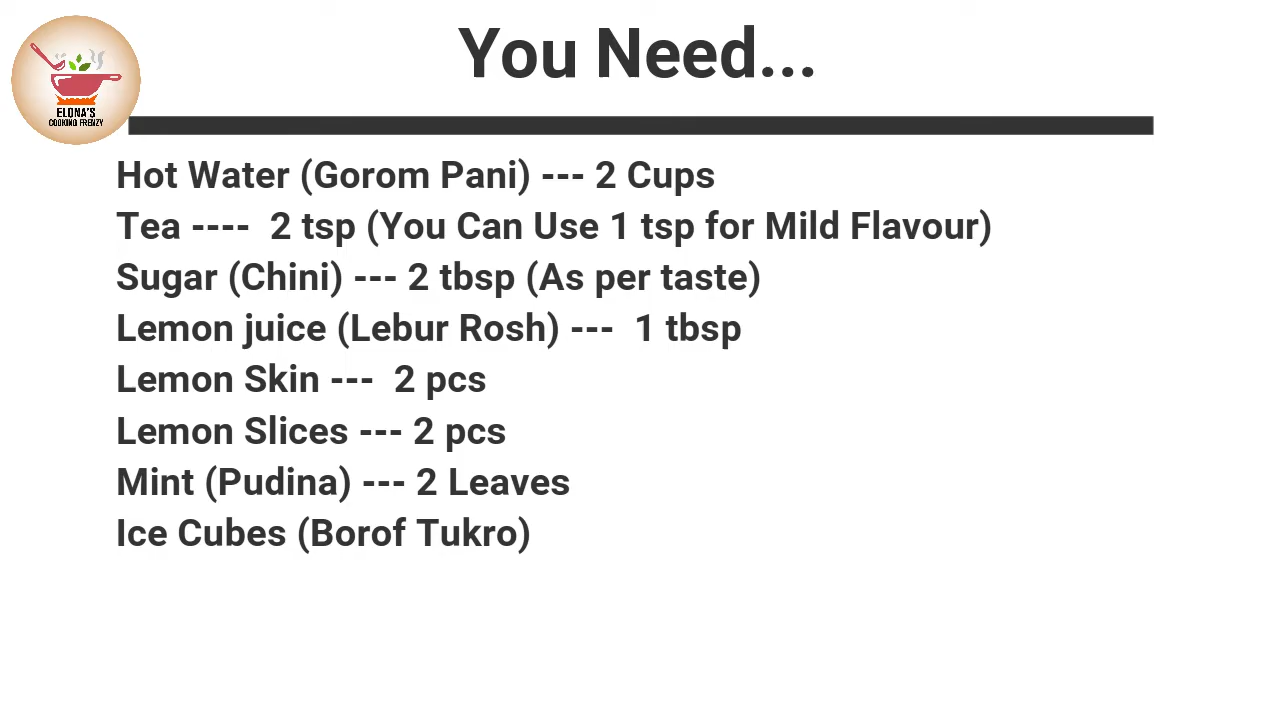 You Need...
ELONA'S
COOKING FRENZY
Hot Water (Gorom Pani) --- 2 Cups
Tea ----  2 tsp (You Can Use 1 tsp for Mild Flavour)
Sugar (Chini) --- 2 tbsp (As per taste)
Lemon juice (Lebur Rosh) ---  1 tbsp
Lemon Skin ---  2 pcs
Lemon Slices --- 2 pcs
Mint (Pudina) --- 2 Leaves
Ice Cubes (Borof Tukro)